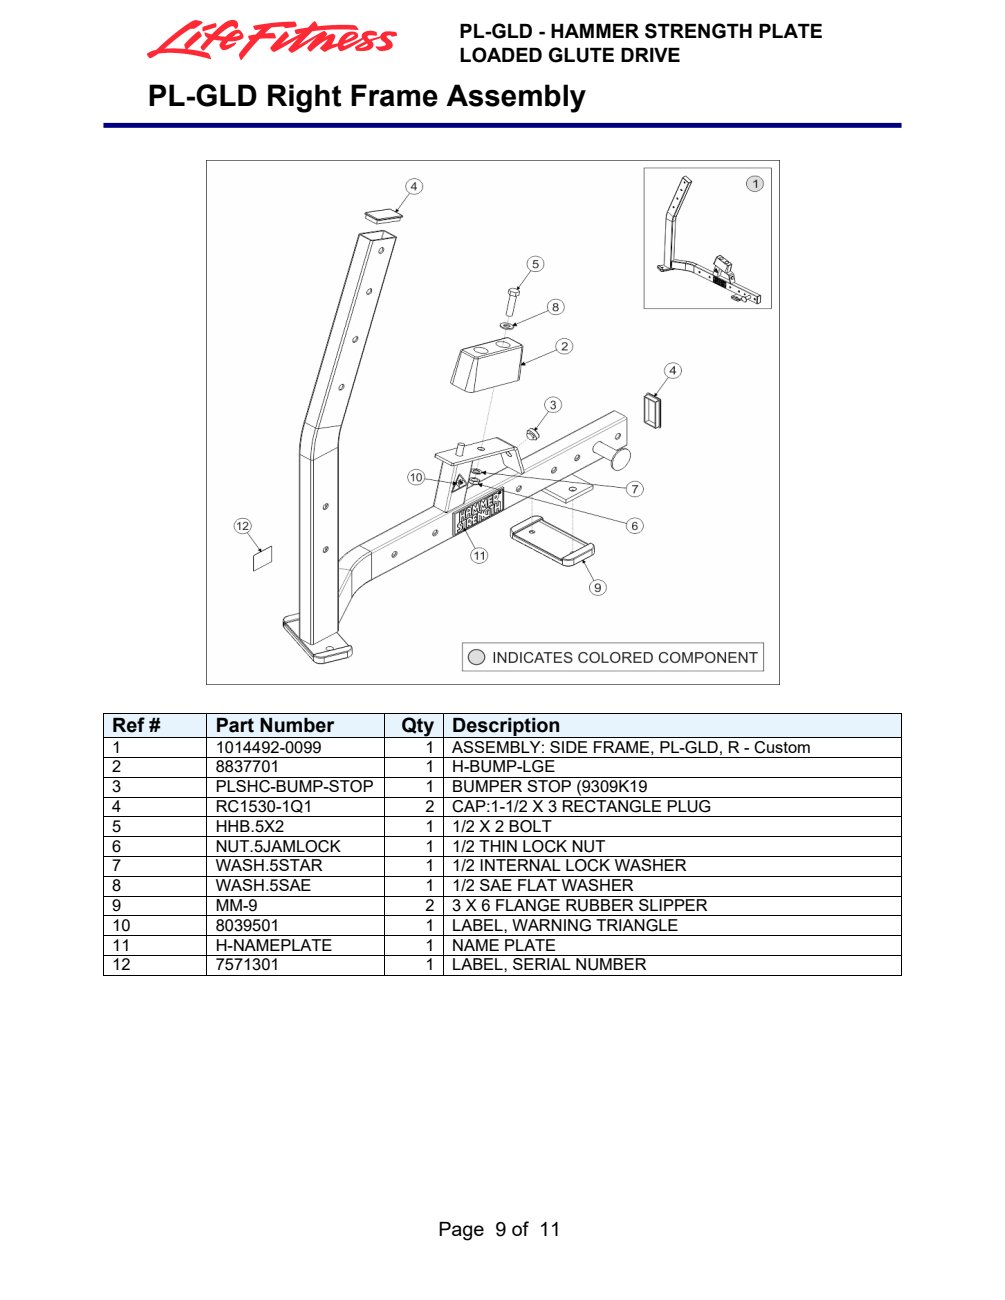 Life Fitness
PL-GLD - HAMMER STRENGTH PLATE
LOADED GLUTE DRIVE
PL-GLD Right Frame Assembly
4
1
5
8
2
4
3
10
7
12
6
HAMMER
STRENGTH
11
9
INDICATES COLORED COMPONENT
Ref # Part Number Qty Description
1 1014492-0099 1 ASSEMBLY: SIDE FRAME, PL-GLD, R - Custom
2 8837701 1 H-BUMP-LGE
3 PLSHC-BUMP-STOP 1 BUMPER STOP (9309K19
4 RC1530-1Q1 2 CAP:1-1/2 X 3 RECTANGLE PLUG
5 HHB.5X2 1 1/2 X 2 BOLT
6 NUT.5JAMLOCK 1 1/2 THIN LOCK NUT
7 WASH.5STAR 1 1/2 INTERNAL LOCK WASHER
8 WASH.5SAE 1 1/2 SAE FLAT WASHER
9 MM-9 2 3 X 6 FLANGE RUBBER SLIPPER
10 8039501 1 LABEL, WARNING TRIANGLE
11 H-NAMEPLATE 1 NAME PLATE
12 7571301 1 LABEL, SERIAL NUMBER
Page 9 of 11